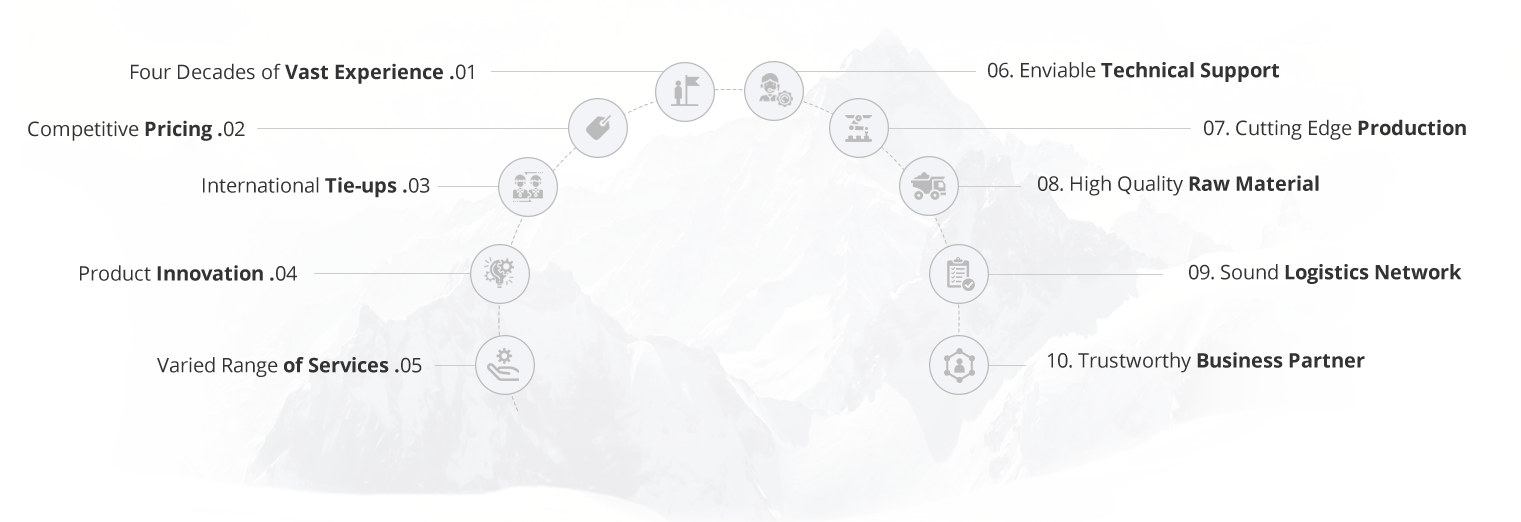 Four Decades of Vast Experience .01
Competitive Pricing .02
International Tie-ups .03
Product Innovation .04
Varied Range of Services .05
06. Enviable Technical Support
07. Cutting Edge Production
08. High Quality Raw Material
09. Sound Logistics Network
10. Trustworthy Business Partner